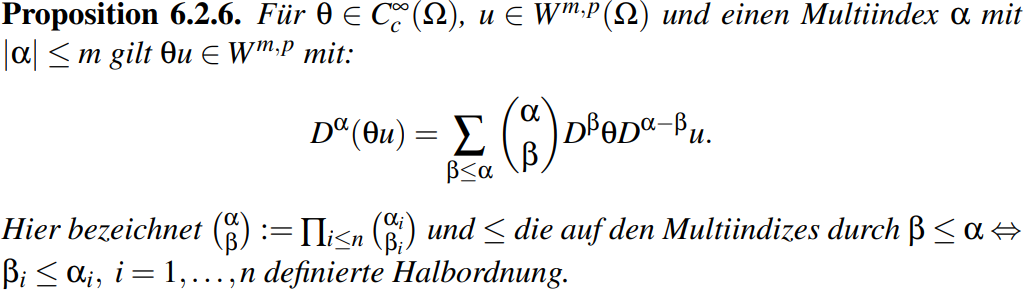 Proposition 6.2.6. Für θ ∈ C_c^∞(Ω), u ∈ W^{m,p}(Ω) und einen Multiindex α mit
|α| ≤ m gilt θu ∈ W^{m,p} mit:
D^α(θu) = ∑_{β≤α} \binom{α}{β} D^βθD^{α−β}u.
Hier bezeichnet \binom{α}{β} := ∏_{i≤n} \binom{α_i}{β_i} und ≤ die auf den Multiindizes durch β ≤ α ⇔
β_i ≤ α_i, i = 1,...,n definierte Halbordnung.